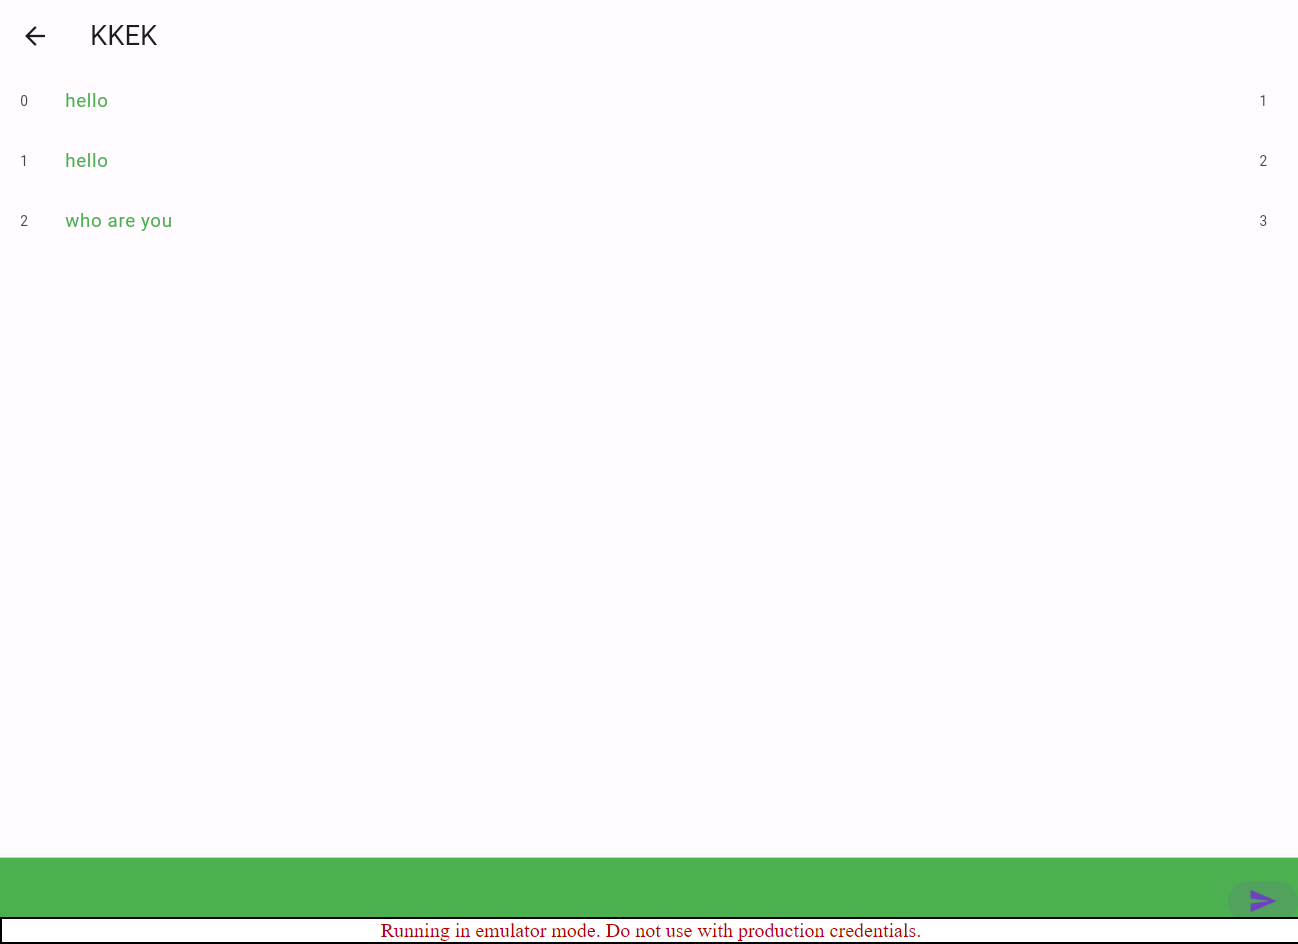 KKEK
0 hello 1
1 hello 2
2 who are you 3
Running in emulator mode. Do not use with production credentials.